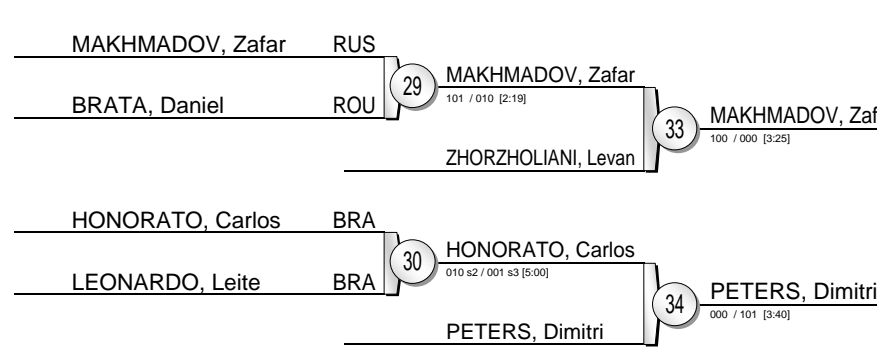 MAKHMADOV, Zafar RUS
BRATA, Daniel ROU
29
MAKHMADOV, Zafar
101 / 010 [2:19]
ZHORZHOLIANI, Levan
33
MAKHMADOV, Zaf
100 / 000 [3:25]
HONORATO, Carlos BRA
LEONARDO, Leite BRA
30
HONORATO, Carlos
010 s2 / 001 s3 [5:00]
PETERS, Dimitri
34
PETERS, Dimitri
000 / 101 [3:40]